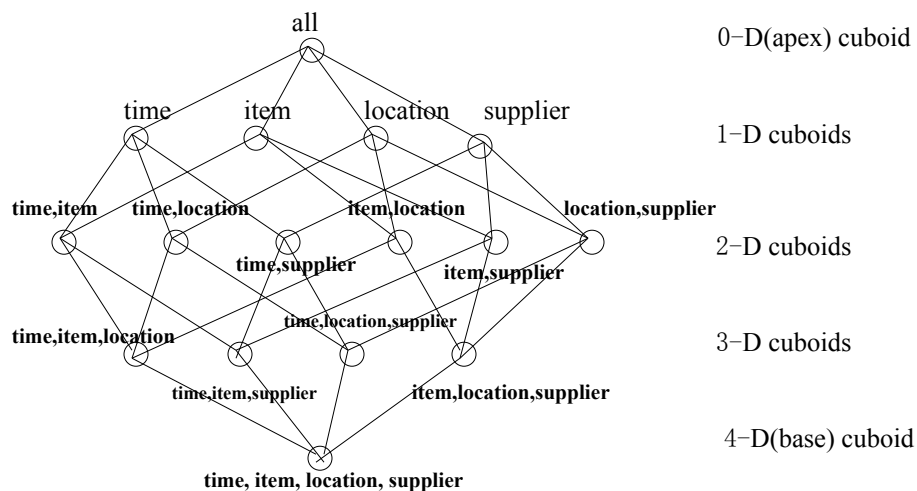 all
0-D(apex) cuboid
time
item
location
supplier
1-D cuboids
time,item
time,location
item,location
location,supplier
2-D cuboids
time,supplier
item,supplier
time,item,location
time,location,supplier
3-D cuboids
time,item,supplier
item,location,supplier
4-D(base) cuboid
time, item, location, supplier